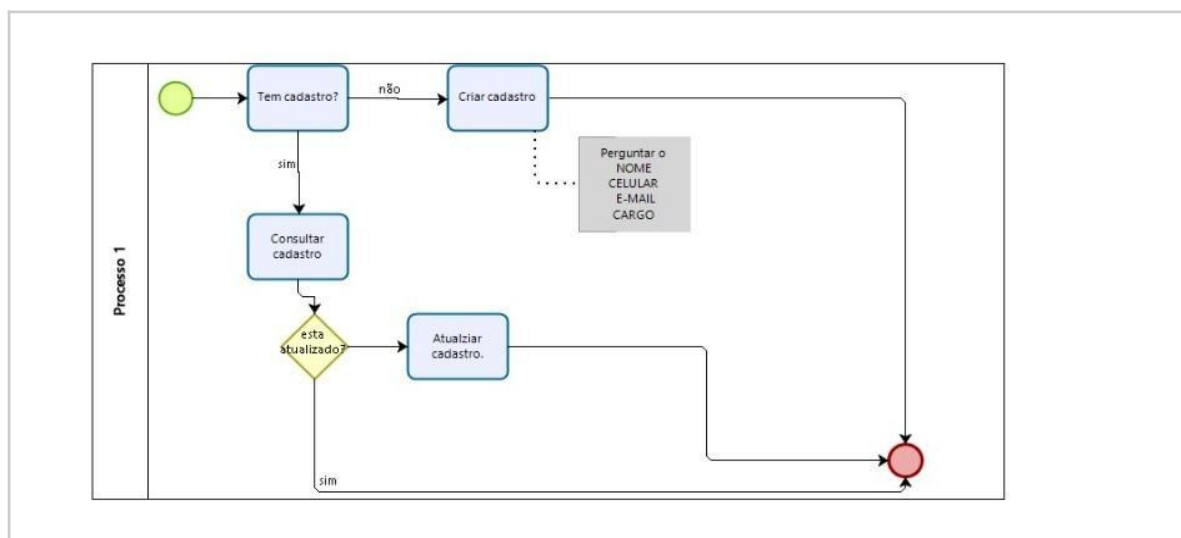 Processo 1
Tem cadastro?
não
Criar cadastro
sim
Perguntar o
NOME
CELULAR
E-MAIL
CARGO
Consultar
cadastro
esta
atualizado?
Atualziar
cadastro.
sim